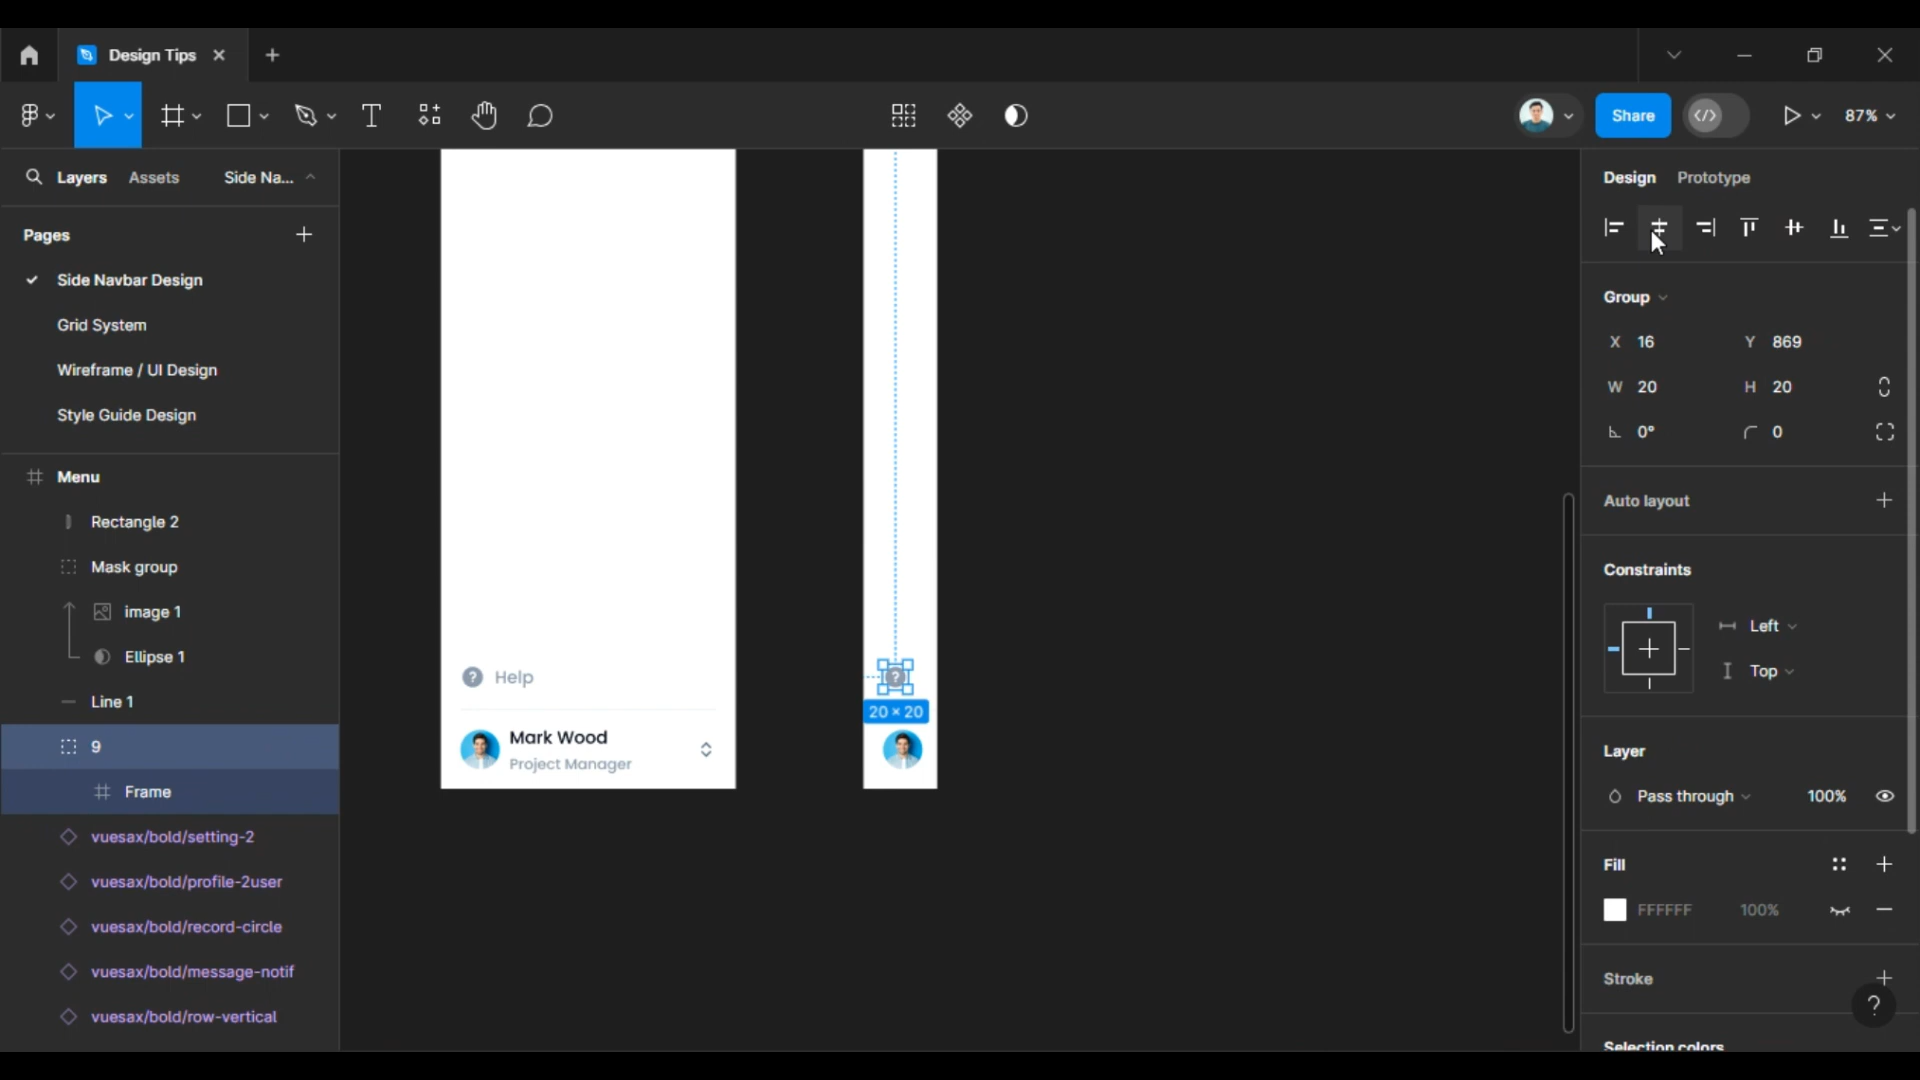 Design Tips
87%
Share
Layers Assets Side Na...
Pages
Side Navbar Design
Grid System
Wireframe / UI Design
Style Guide Design
Menu
Rectangle 2
Mask group
image 1
Ellipse 1
Line 1
9
Frame
vuesax/bold/setting-2
vuesax/bold/profile-2user
vuesax/bold/record-circle
vuesax/bold/message-notif
vuesax/bold/row-vertical
? Help
Mark Wood
Project Manager
?
20 × 20
Design Prototype
Group
X 16 Y 869
W 20 H 20
0° 0
Auto layout
Constraints
Left
Top
Layer
Pass through 100%
Fill
FFFFFF 100%
Stroke
?
Selection colors